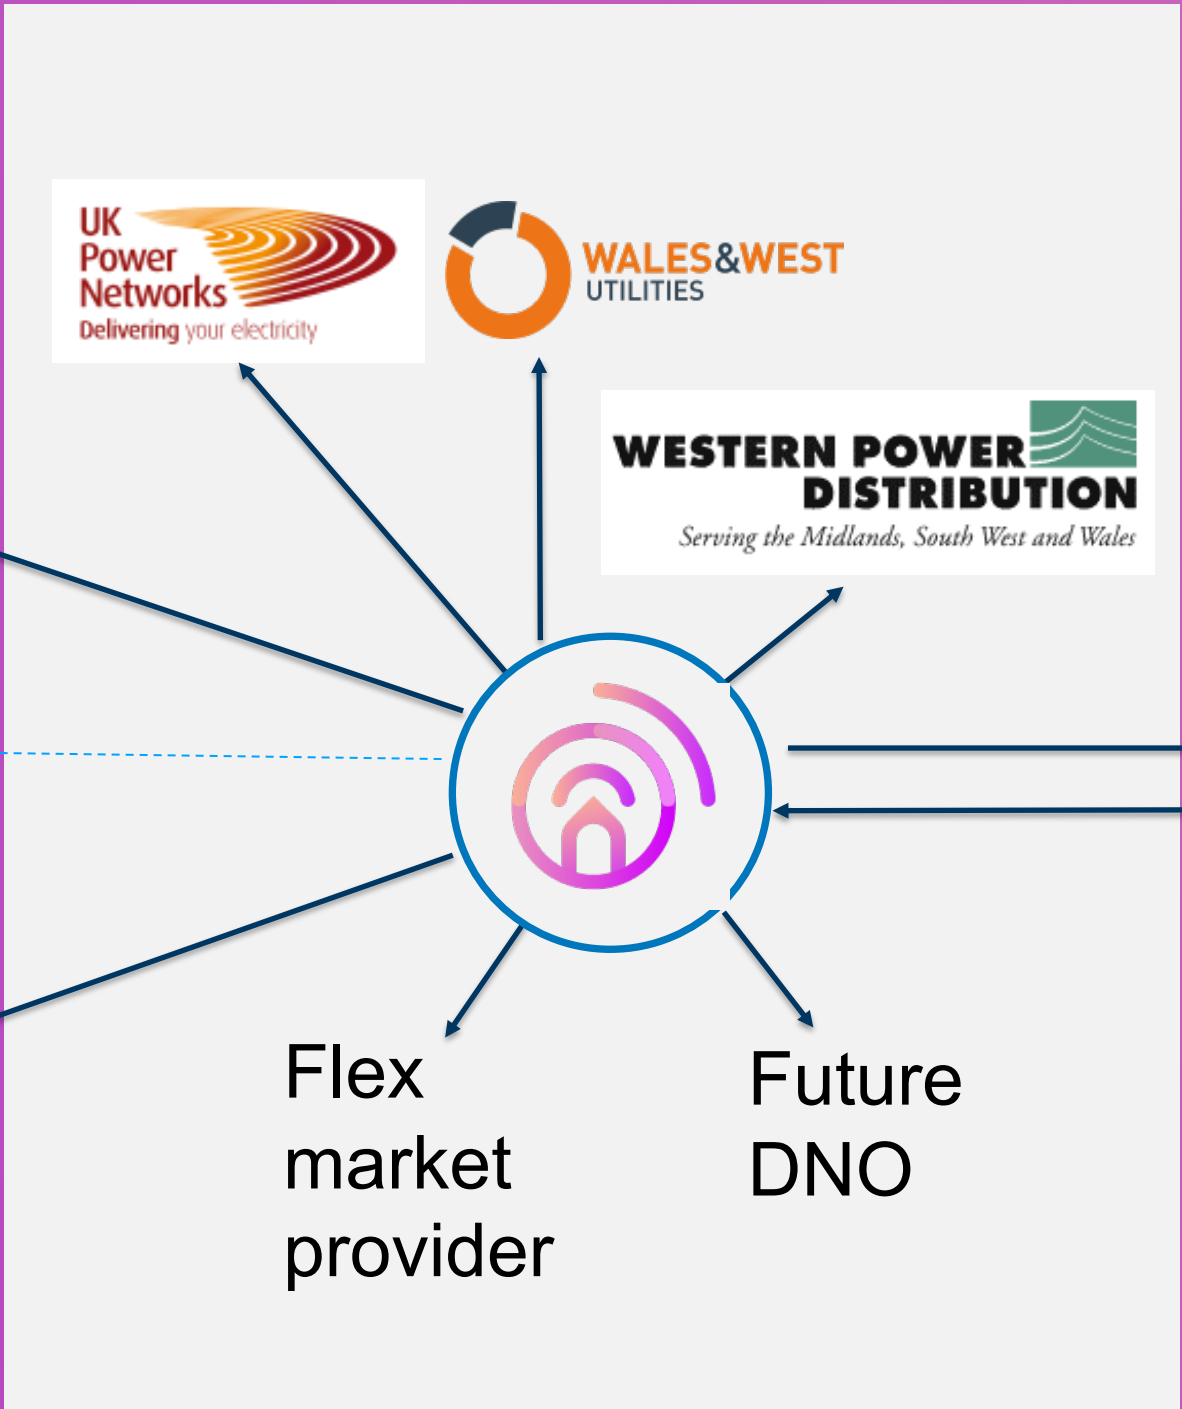 UK
Power
Networks
Delivering your electricity
WALES&WEST
UTILITIES
WESTERN POWER
DISTRIBUTION
Serving the Midlands, South West and Wales
Flex
market
provider
Future
DNO